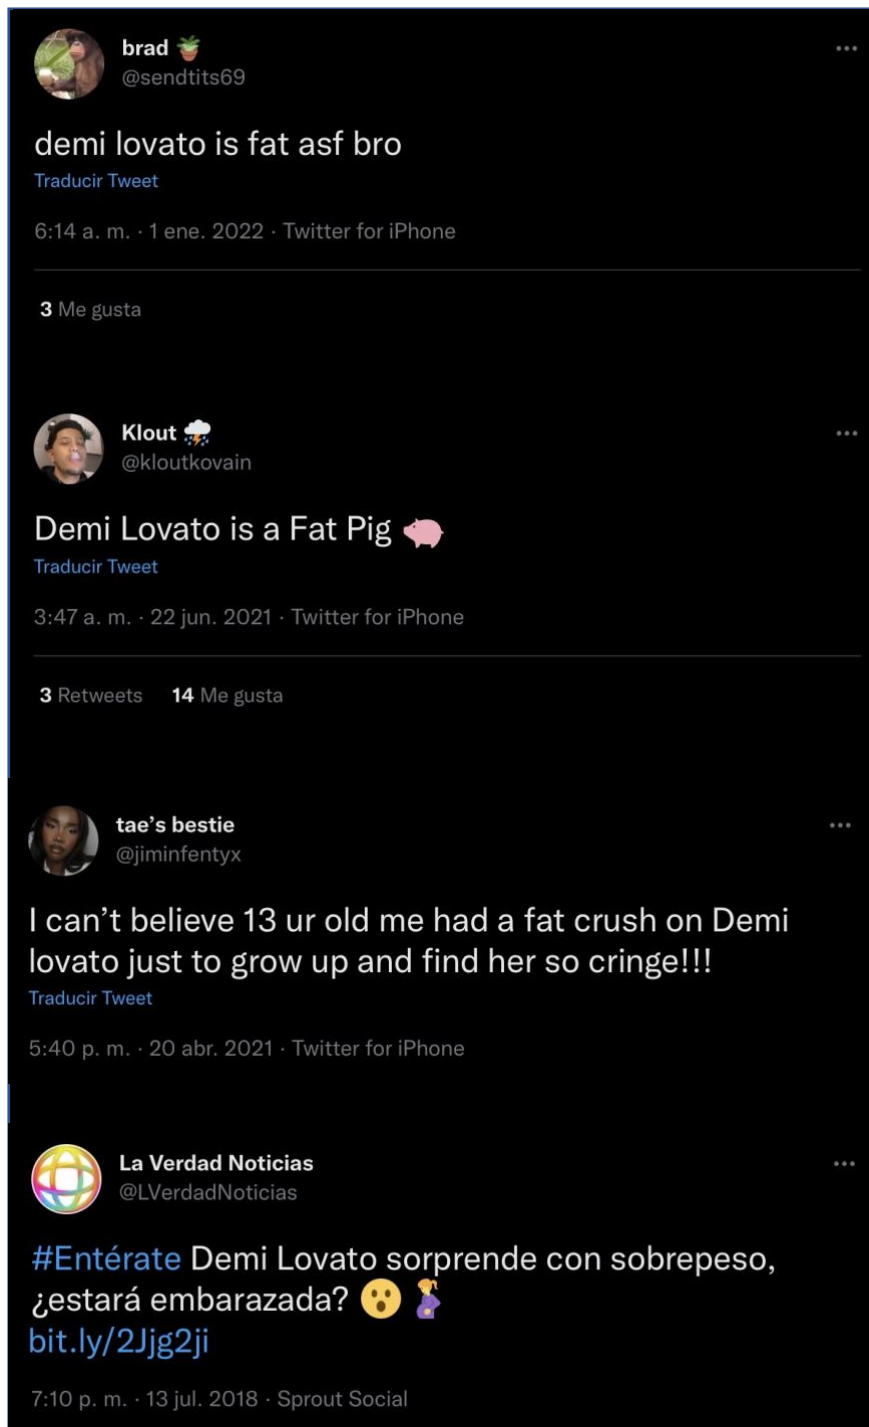 brad 🪴
@sendtits69
demi lovato is fat asf bro
Traducir Tweet
6:14 a. m. · 1 ene. 2022 · Twitter for iPhone
3 Me gusta
Klout ⛈️
@kloutkovain
Demi Lovato is a Fat Pig 🐖
Traducir Tweet
3:47 a. m. · 22 jun. 2021 · Twitter for iPhone
3 Retweets 14 Me gusta
tae’s bestie
@jiminfentyx
I can’t believe 13 ur old me had a fat crush on Demi
lovato just to grow up and find her so cringe!!!
Traducir Tweet
5:40 p. m. · 20 abr. 2021 · Twitter for iPhone
La Verdad Noticias
@LVerdadNoticias
#Entérate Demi Lovato sorprende con sobrepeso,
¿estará embarazada? 😮 🤰
bit.ly/2Jjg2ji
7:10 p. m. · 13 jul. 2018 · Sprout Social